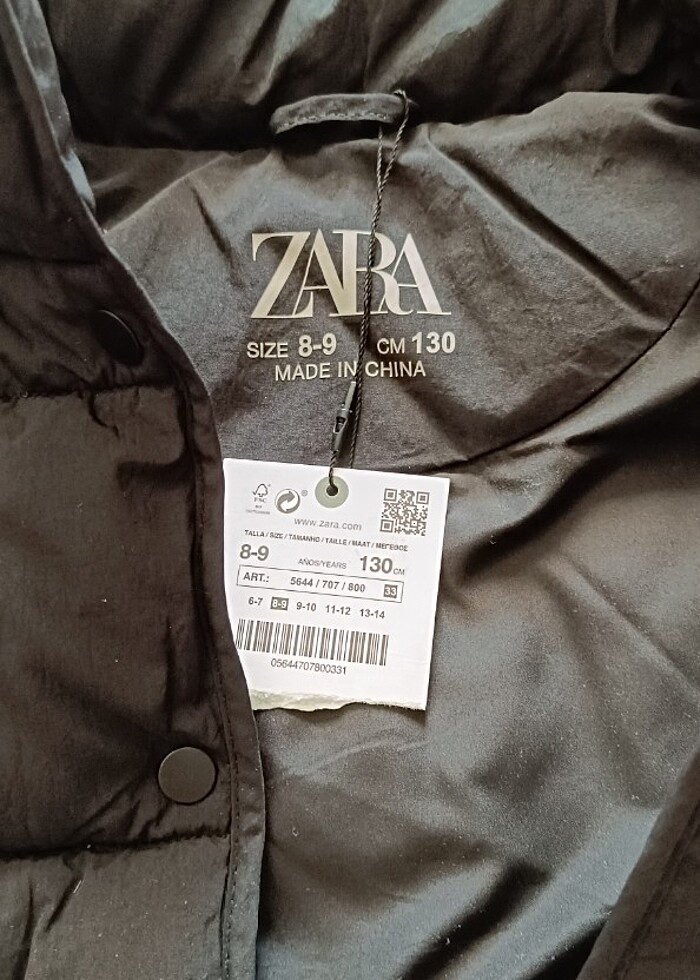 ZARA
SIZE 8-9 CM 130
MADE IN CHINA
FSC
www.zara.com
TALLA / SIZE / TAMANHO / TAILLE / MAAT / ΜΕΓΕΘΟΣ
8-9 AÑOS/YEARS 130 CM
ART.: 5644 / 707 / 800 33
6-7 8-9 9-10 11-12 13-14
05644707800331